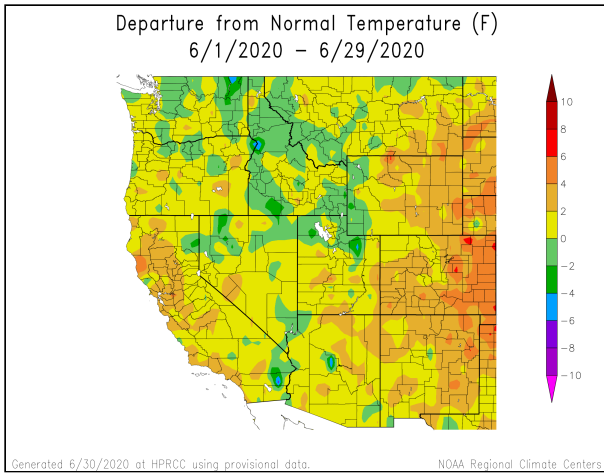 Departure from Normal Temperature (F)
6/1/2020 – 6/29/2020
10
8
6
4
2
0
−2
−4
−6
−8
−10
Generated 6/30/2020 at HPRCC using provisional data.
NOAA Regional Climate Centers